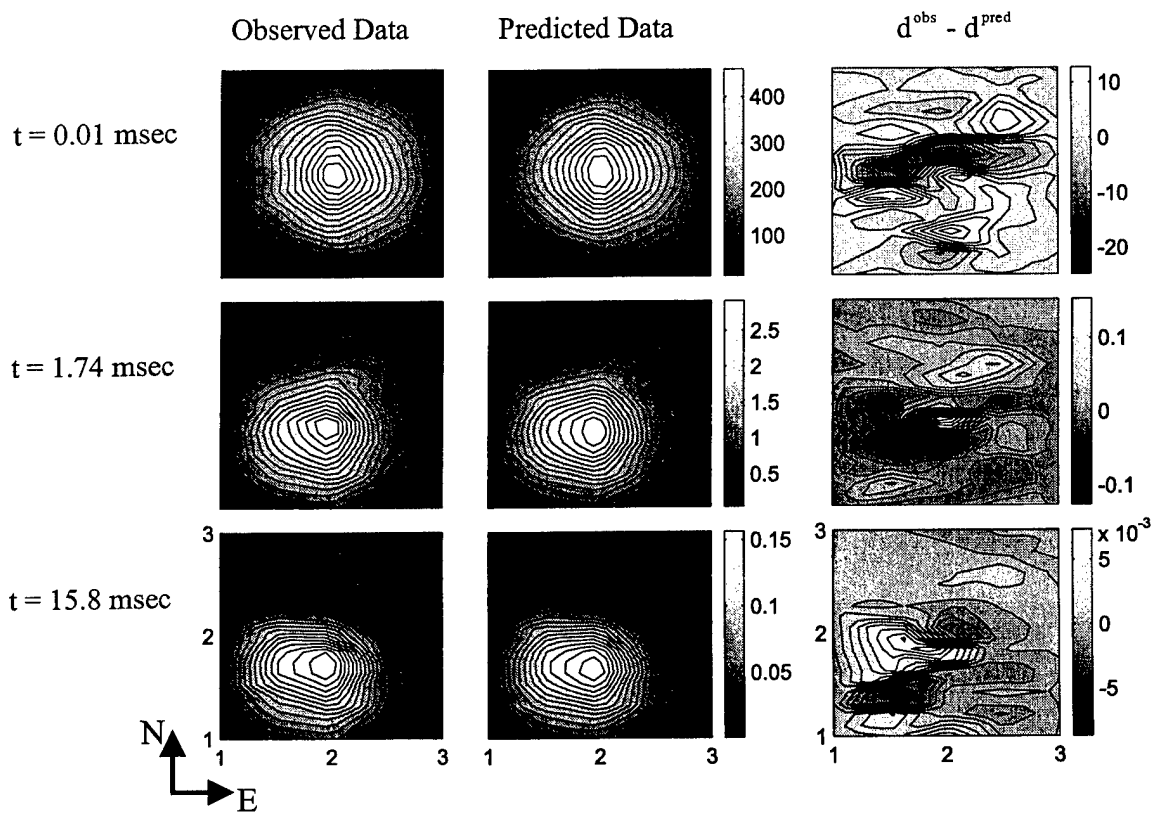 Observed Data Predicted Data d^obs - d^pred
t = 0.01 msec
400
300
200
100
10
0
-10
-20
t = 1.74 msec
2.5
2
1.5
1
0.5
0.1
0
-0.1
t = 15.8 msec
3
2
1
1 2 3
1 2 3
0.15
0.1
0.05
3
2
1
1 2 3
x 10^-3
5
0
-5
N
E